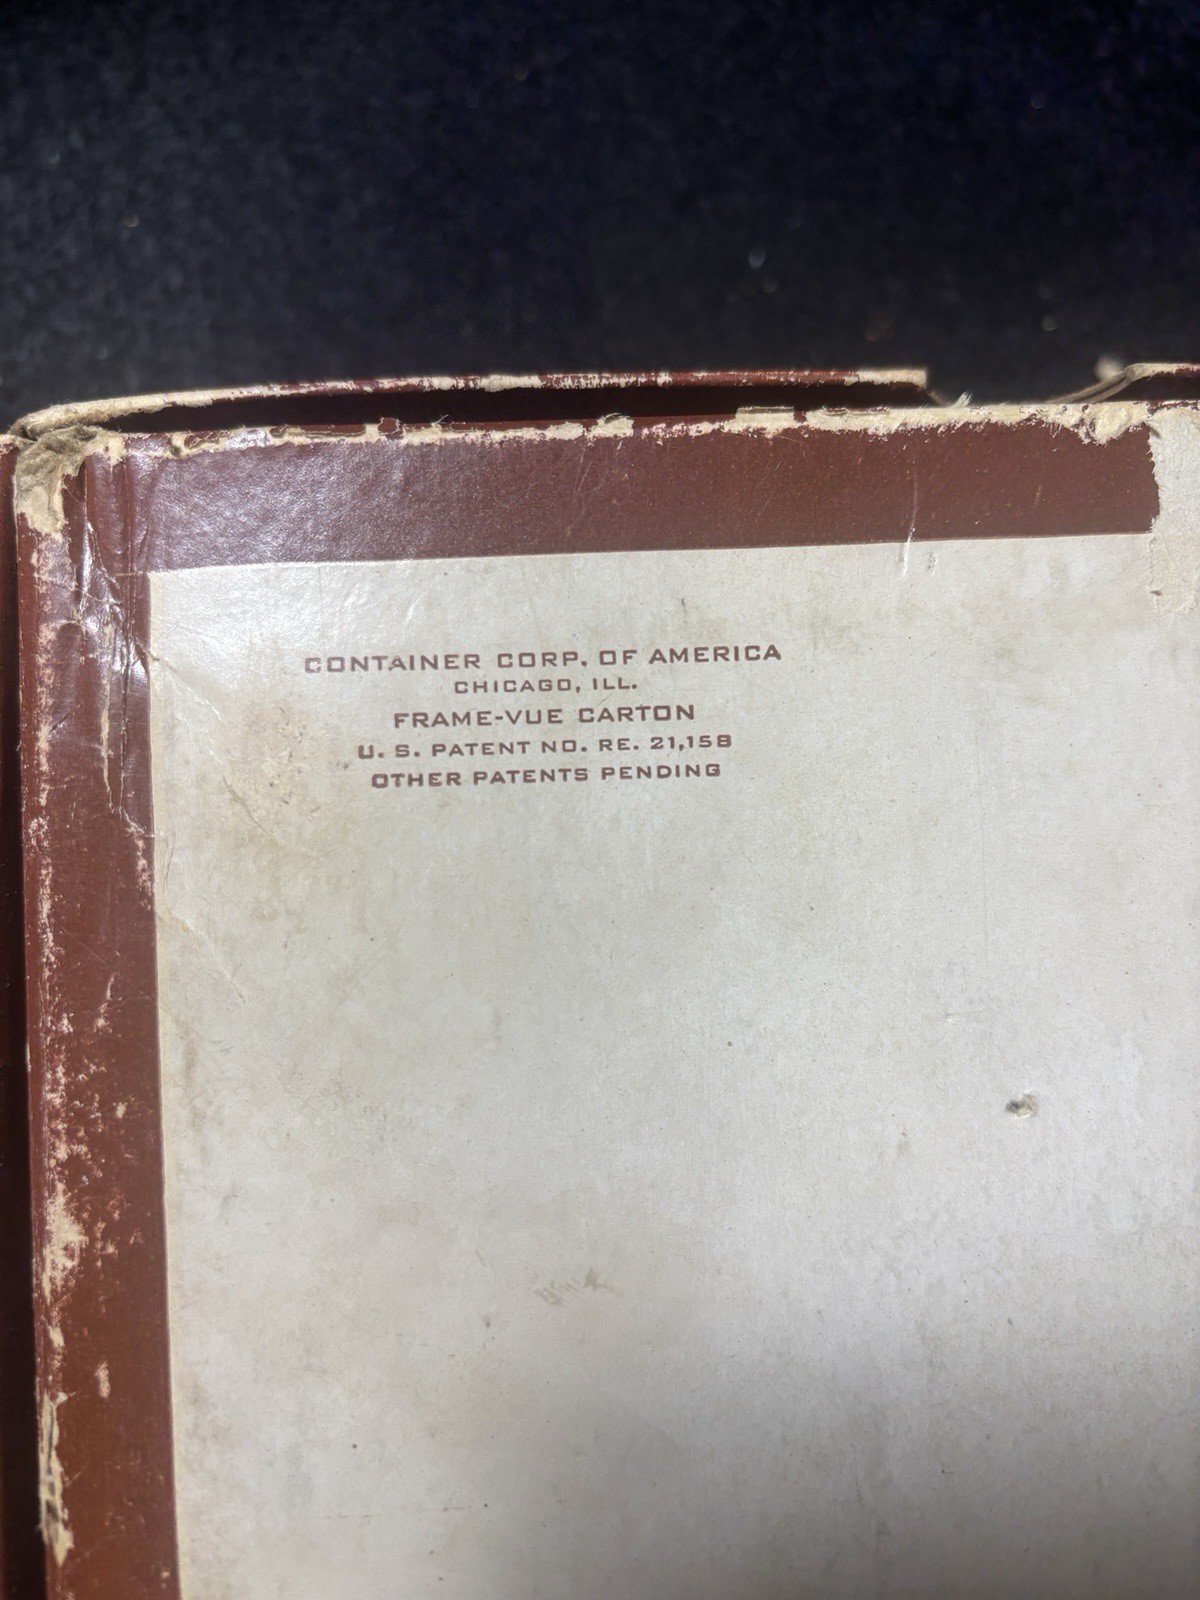 CONTAINER CORP. OF AMERICA
CHICAGO, ILL.
FRAME-VUE CARTON
U. S. PATENT NO. RE. 21,158
OTHER PATENTS PENDING